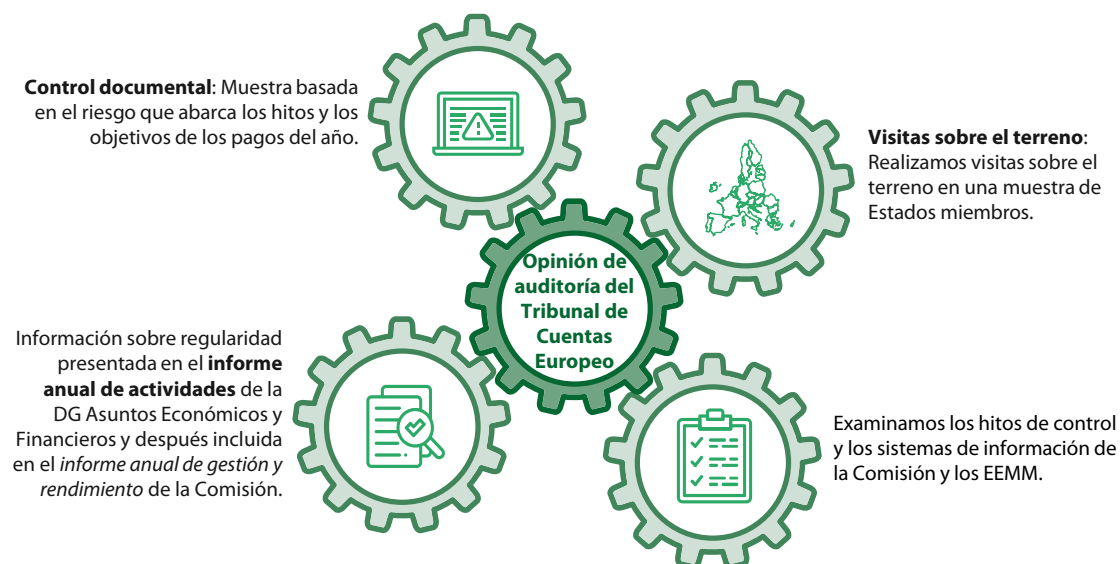 Control documental: Muestra basada
en el riesgo que abarca los hitos y los
objetivos de los pagos del año.
Visitas sobre el terreno:
Realizamos visitas sobre el
terreno en una muestra de
Estados miembros.
Opinión de
auditoría del
Tribunal de
Cuentas
Europeo
Información sobre regularidad
presentada en el informe
anual de actividades de la
DG Asuntos Económicos y
Financieros y después incluida
en el informe anual de gestión y
rendimiento de la Comisión.
Examinamos los hitos de control
y los sistemas de información de
la Comisión y los EEMM.